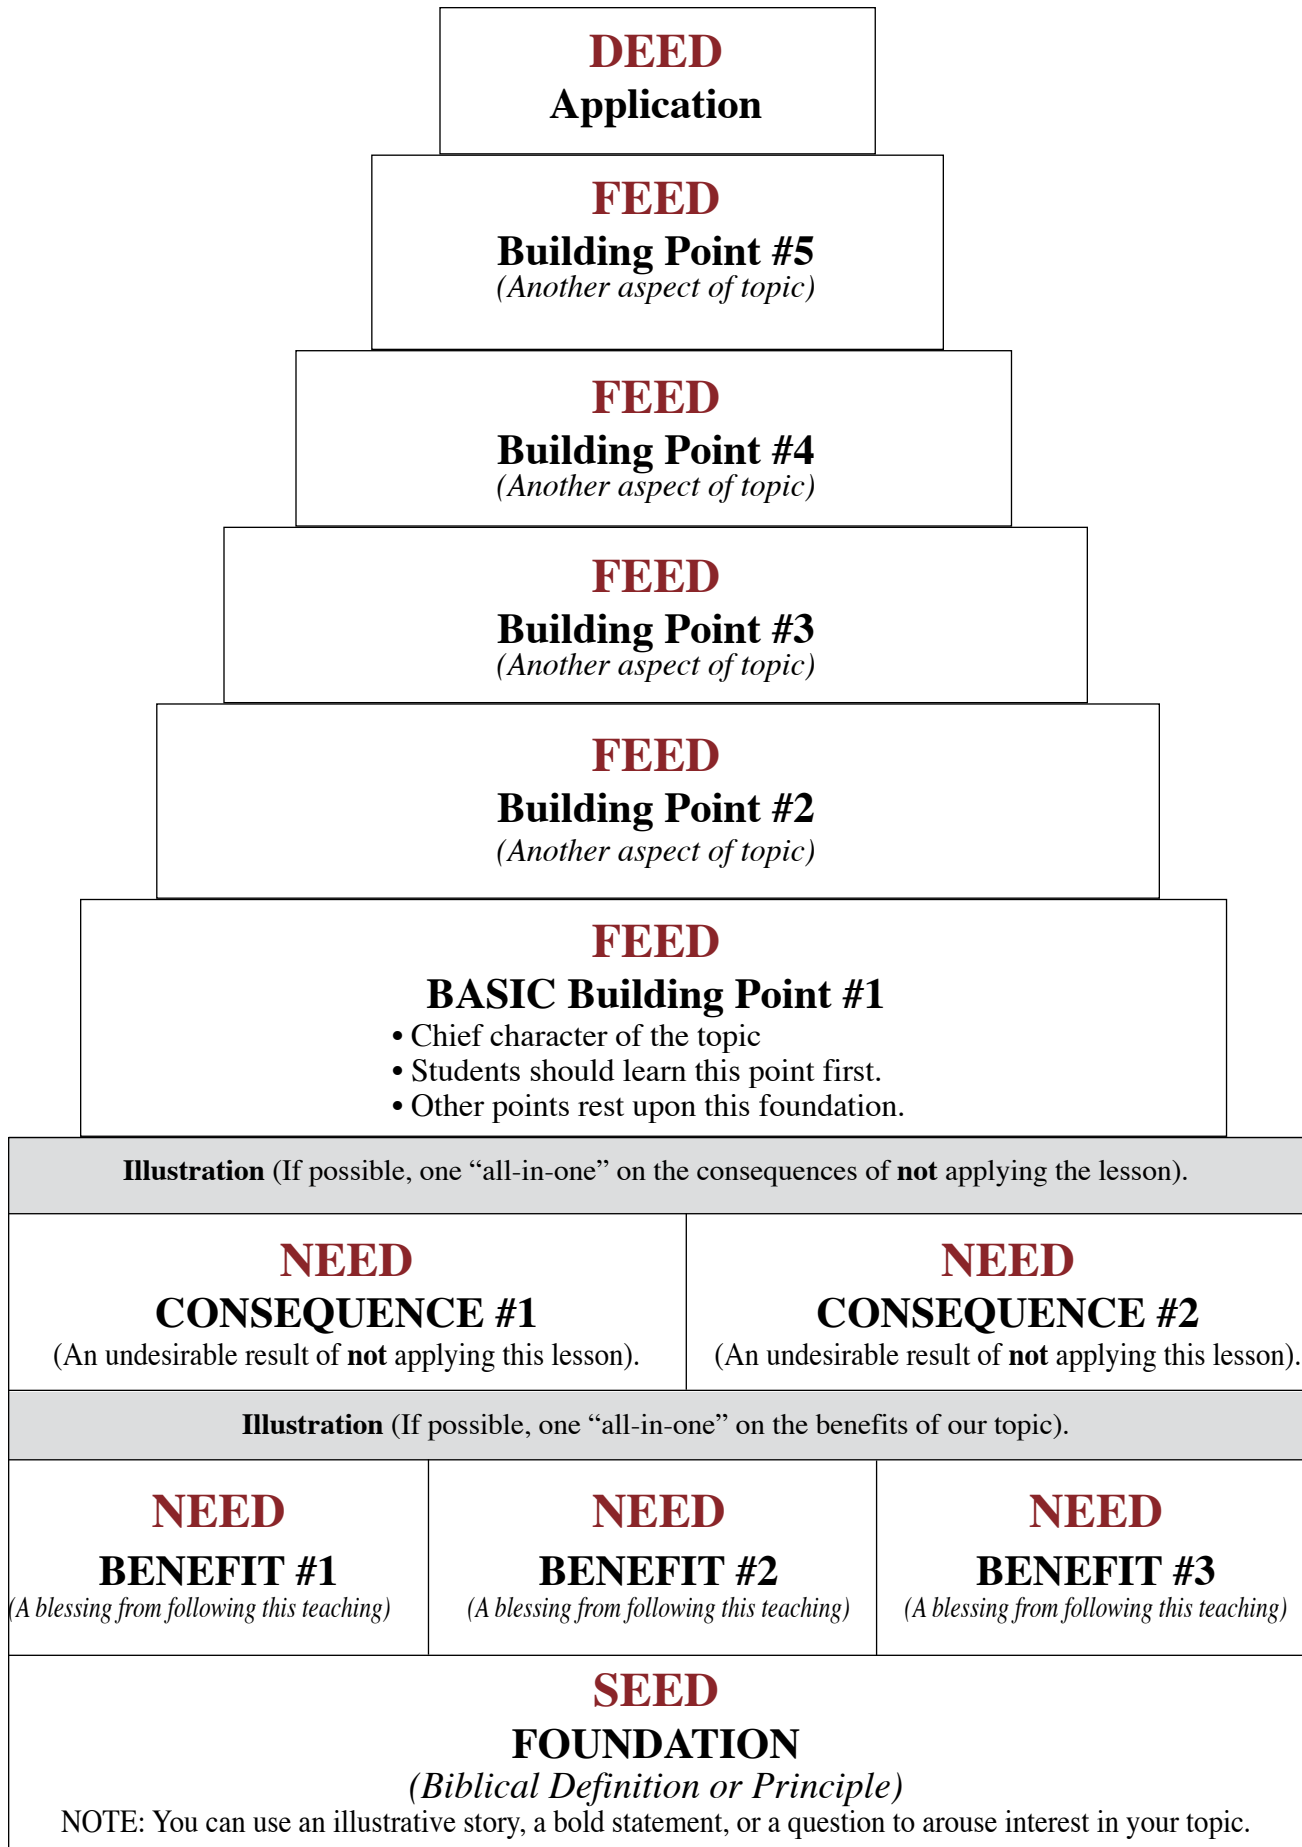 DEED
Application
FEED
Building Point #5
(Another aspect of topic)
FEED
Building Point #4
(Another aspect of topic)
FEED
Building Point #3
(Another aspect of topic)
FEED
Building Point #2
(Another aspect of topic)
FEED
BASIC Building Point #1
• Chief character of the topic
• Students should learn this point first.
• Other points rest upon this foundation.
Illustration (If possible, one “all-in-one” on the consequences of not applying the lesson).
NEED
CONSEQUENCE #1
(An undesirable result of not applying this lesson).
NEED
CONSEQUENCE #2
(An undesirable result of not applying this lesson).
Illustration (If possible, one “all-in-one” on the benefits of our topic).
NEED
BENEFIT #1
(A blessing from following this teaching)
NEED
BENEFIT #2
(A blessing from following this teaching)
NEED
BENEFIT #3
(A blessing from following this teaching)
SEED
FOUNDATION
(Biblical Definition or Principle)
NOTE: You can use an illustrative story, a bold statement, or a question to arouse interest in your topic.